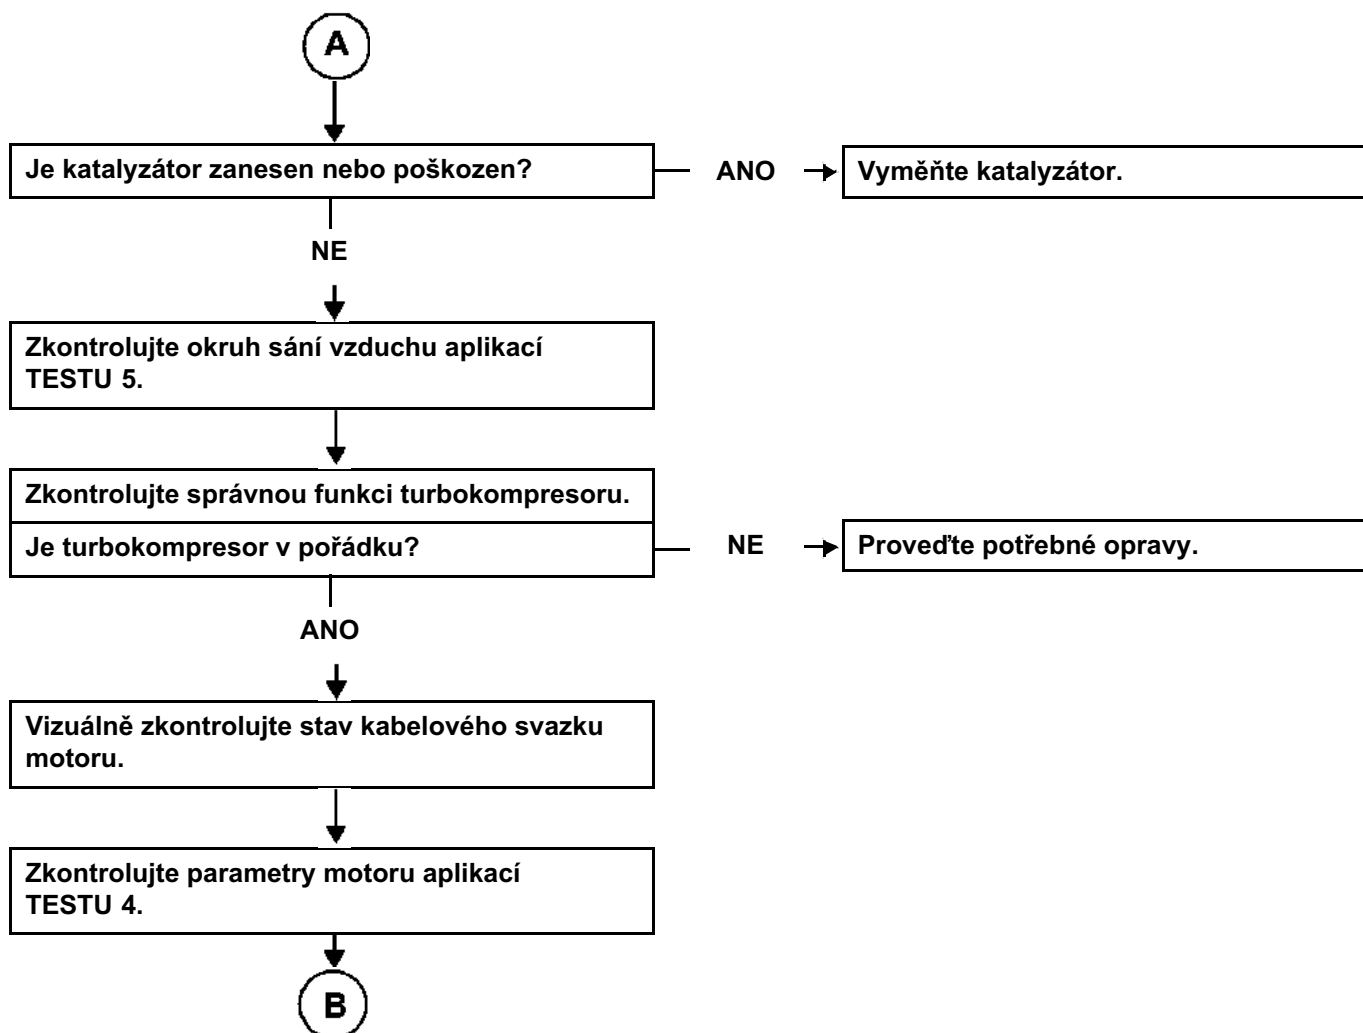 A
Je katalyzátor zanesen nebo poškozen?
ANO
Vyměňte katalyzátor.
NE
Zkontrolujte okruh sání vzduchu aplikací
TESTU 5.
Zkontrolujte správnou funkci turbokompresoru.
Je turbokompresor v pořádku?
NE
Proveďte potřebné opravy.
ANO
Vizuálně zkontrolujte stav kabelového svazku
motoru.
Zkontrolujte parametry motoru aplikací
TESTU 4.
B